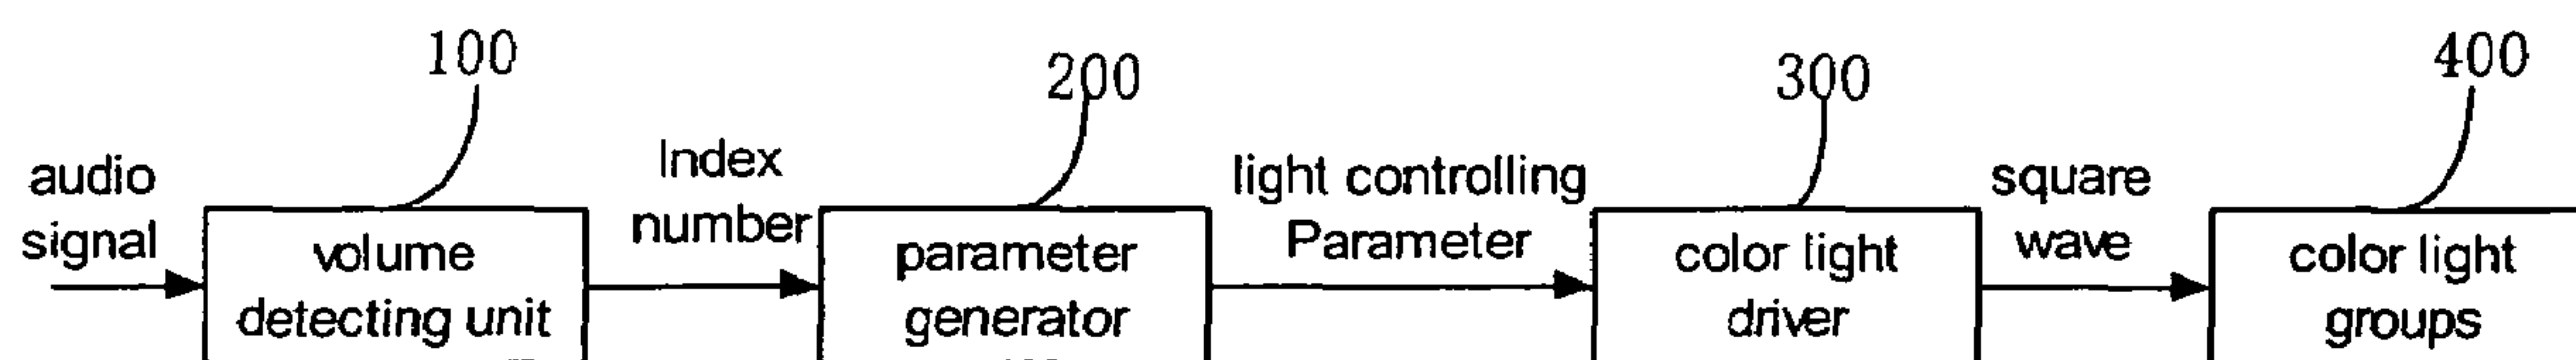 100
200
300
400
audio
signal
volume
detecting unit
Index
number
parameter
generator
light controlling
Parameter
color light
driver
square
wave
color light
groups